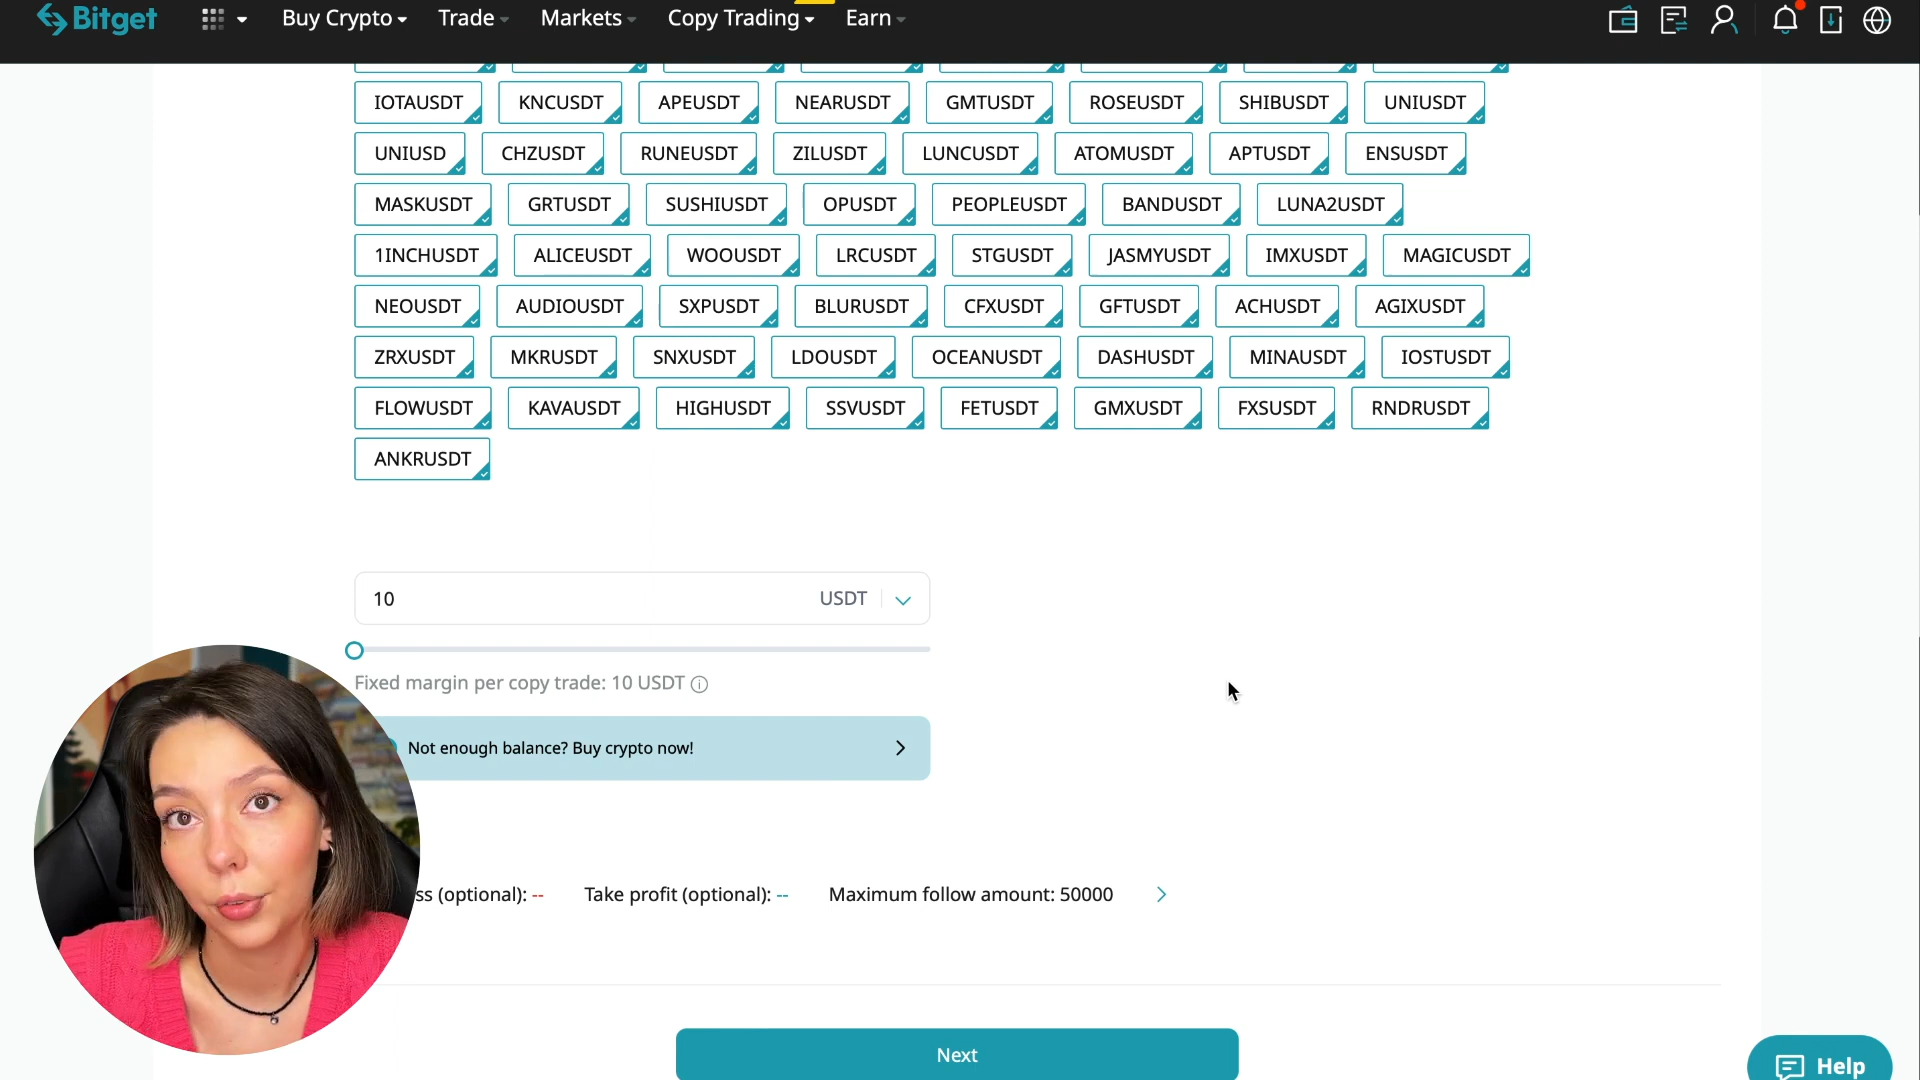 Bitget Buy Crypto Trade Markets Copy Trading Earn
IOTAUSDT KNCUSDT APEUSDT NEARUSDT GMTUSDT ROSEUSDT SHIBUSDT UNIUSDT
UNIUSD CHZUSDT RUNEUSDT ZILUSDT LUNCUSDT ATOMUSDT APTUSDT ENSUSDT
MASKUSDT GRTUSDT SUSHIUSDT OPUSDT PEOPLEUSDT BANDUSDT LUNA2USDT
1INCHUSDT ALICEUSDT WOOUSDT LRCUSDT STGUSDT JASMYUSDT IMXUSDT MAGICUSDT
NEOUSDT AUDIOUSDT SXPUSDT BLURUSDT CFXUSDT GFTUSDT ACHUSDT AGIXUSDT
ZRXUSDT MKRUSDT SNXUSDT LDOUSDT OCEANUSDT DASHUSDT MINAUSDT IOSTUSDT
FLOWUSDT KAVAUSDT HIGHUSDT SSVUSDT FETUSDT GMXUSDT FXSUSDT RNDRUSDT
ANKRUSDT
10 USDT
Fixed margin per copy trade: 10 USDT
Not enough balance? Buy crypto now!
ss (optional): -- Take profit (optional): -- Maximum follow amount: 50000
Next
Help